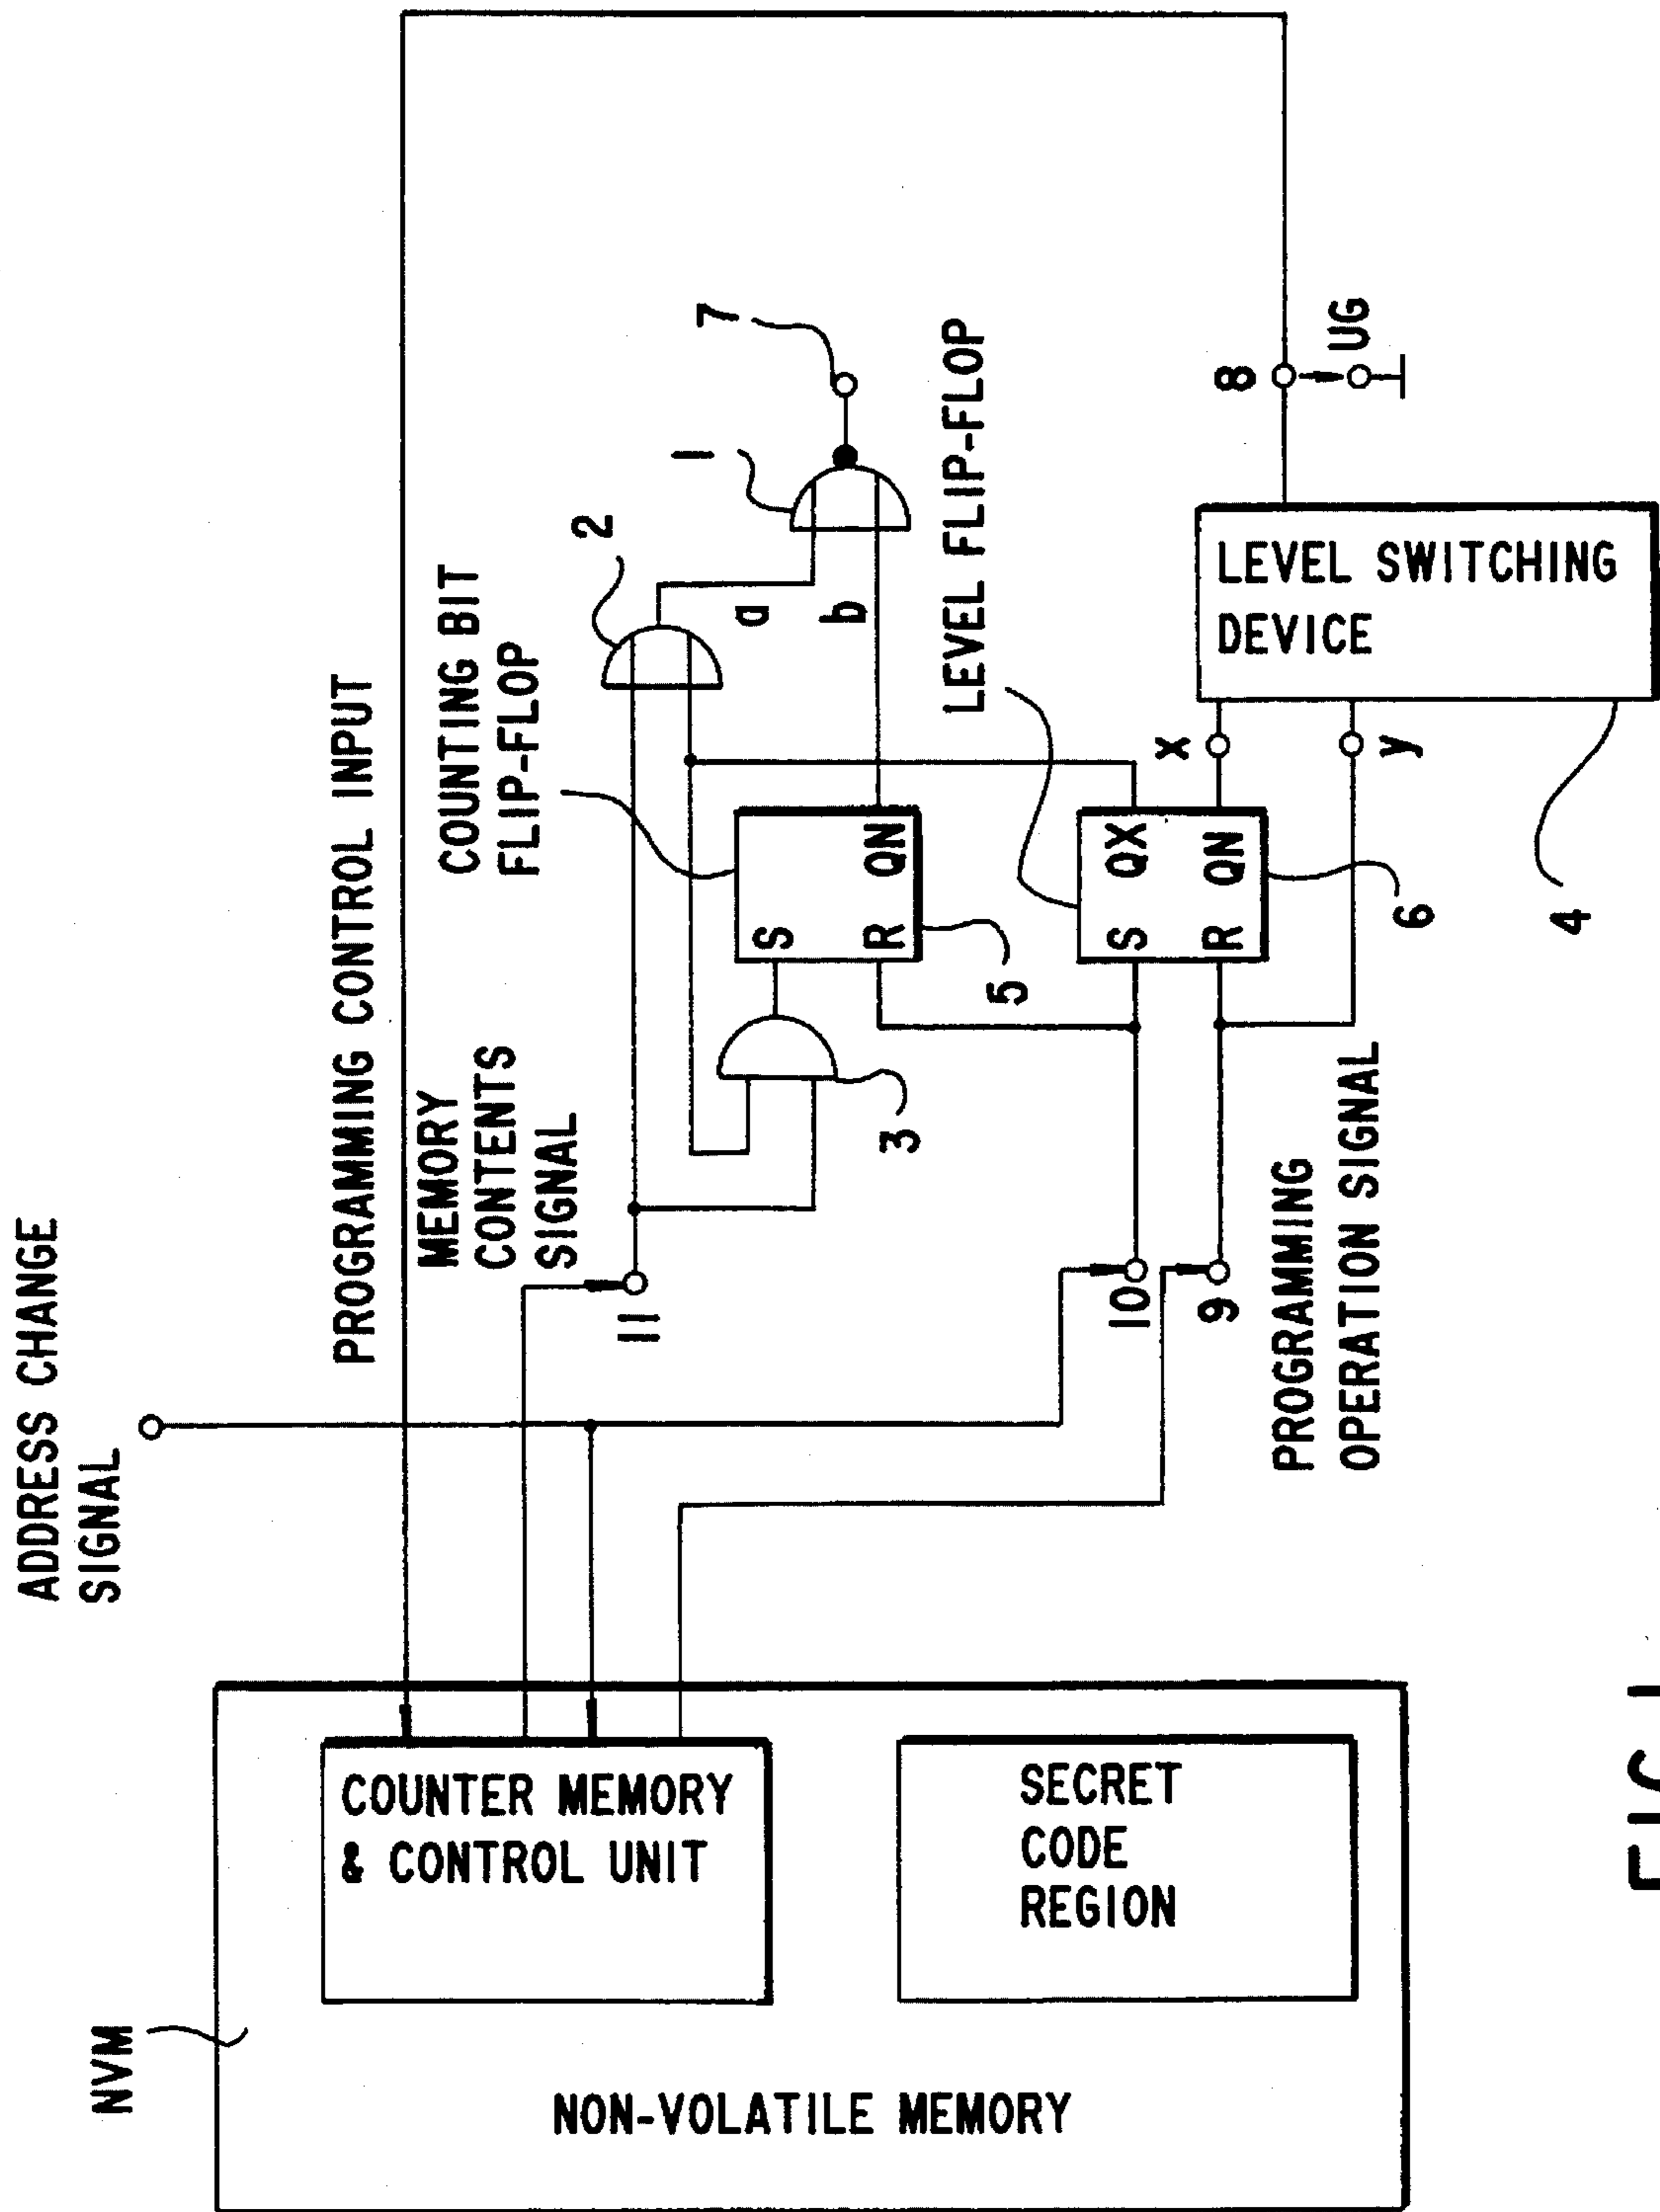 ADDRESS CHANGE
SIGNAL
NVM
NON-VOLATILE MEMORY
COUNTER MEMORY
& CONTROL UNIT
SECRET
CODE
REGION
PROGRAMMING CONTROL INPUT
MEMORY
CONTENTS
SIGNAL
11
10
9
PROGRAMMING
OPERATION SIGNAL
COUNTING BIT
FLIP-FLOP
3
S
R
QN
5
2
a
b
1
7
LEVEL FLIP-FLOP
S
QX
R
QN
6
x
y
LEVEL SWITCHING
DEVICE
4
8
UG